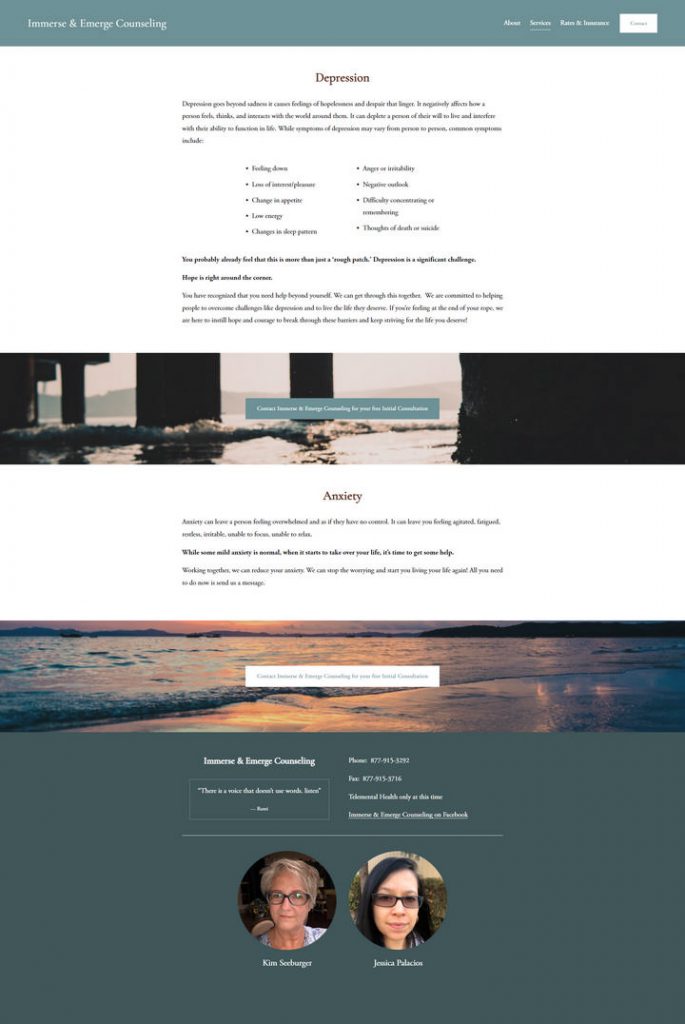 Immerse & Emerge Counseling
About Services Rates & Insurance Contact
Depression
Depression goes beyond sadness it causes feelings of hopelessness and despair that linger. It negatively affects how a
person feels, thinks, and interacts with the world around them. It can deplete a person of their will to live and interfere
with their ability to function in life. While symptoms of depression may vary from person to person, common symptoms
include:
• Feeling down
• Loss of interest/pleasure
• Change in appetite
• Low energy
• Changes in sleep pattern
• Anger or irritability
• Negative outlook
• Difficulty concentrating or
remembering
• Thoughts of death or suicide
You probably already feel that this is more than just a ‘rough patch.’ Depression is a significant challenge.
Hope is right around the corner.
You have recognized that you need help beyond yourself. We can get through this together. We are committed to helping
people to overcome challenges like depression and to live the life they deserve. If you're feeling at the end of your rope, we
are here to instill hope and courage to break through these barriers and keep striving for the life you deserve!
Contact Immerse & Emerge Counseling for your free Initial Consultation
Anxiety
Anxiety can leave a person feeling overwhelmed and as if they have no control. It can leave you feeling agitated, fatigued,
restless, irritable, unable to focus, unable to relax.
While some mild anxiety is normal, when it starts to take over your life, it's time to get some help.
Working together, we can reduce your anxiety. We can stop the worrying and start you living your life again! All you need
to do now is send us a message.
Contact Immerse & Emerge Counseling for your free Initial Consultation
Immerse & Emerge Counseling
“There is a voice that doesn't use words, listen”
— Rumi
Phone: 877-915-3292
Fax: 877-915-3716
Telemental Health only at this time
Immerse & Emerge Counseling on Facebook
Kim Seeburger
Jessica Palacios